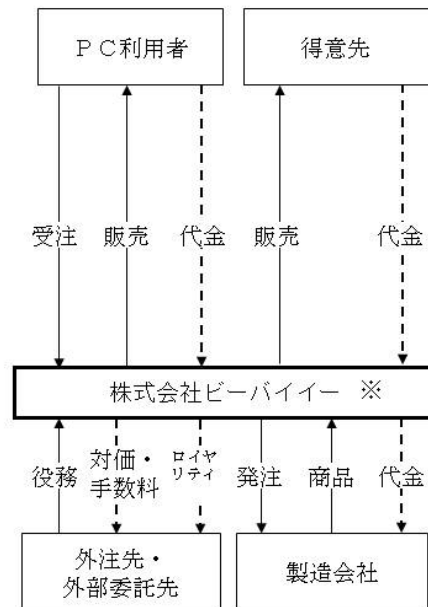 ＰＣ利用者
得意先
受注
販売
代金
販売
代金
株式会社ビーバイイー ※
役務
対価・
手数料
ロイヤ
リティ
発注
商品
代金
外注先・
外部委託先
製造会社